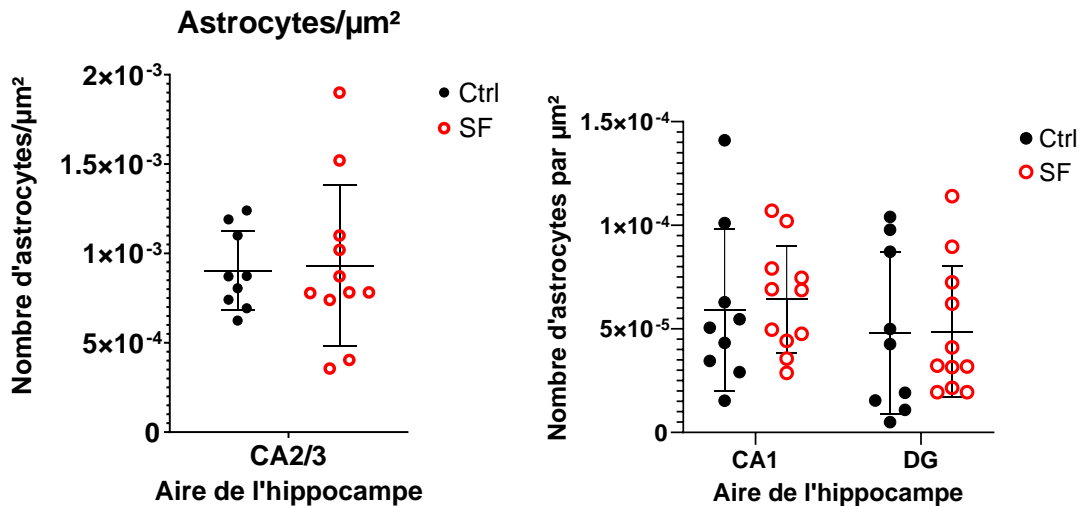 Astrocytes/µm²
Nombre d'astrocytes/µm²
2×10⁻³
1.5×10⁻³
1×10⁻³
5×10⁻⁴
0
Ctrl
SF
CA2/3
Aire de l'hippocampe
Nombre d'astrocytes par µm²
1.5×10⁻⁴
1×10⁻⁴
5×10⁻⁵
0
Ctrl
SF
CA1 DG
Aire de l'hippocampe